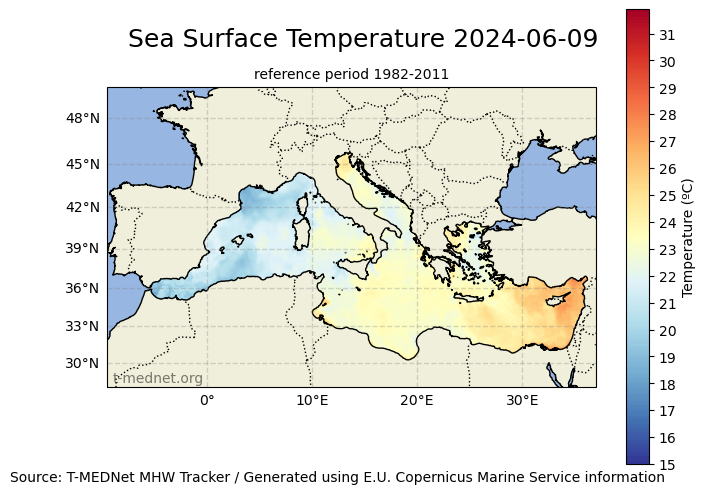 Sea Surface Temperature 2024-06-09
reference period 1982-2011
48°N
45°N
42°N
39°N
36°N
33°N
30°N
0°
10°E
20°E
30°E
t-mednet.org
31
30
29
28
27
26
25
24
23
22
21
20
19
18
17
16
15
Temperature (ºC)
Source: T-MEDNet MHW Tracker / Generated using E.U. Copernicus Marine Service information